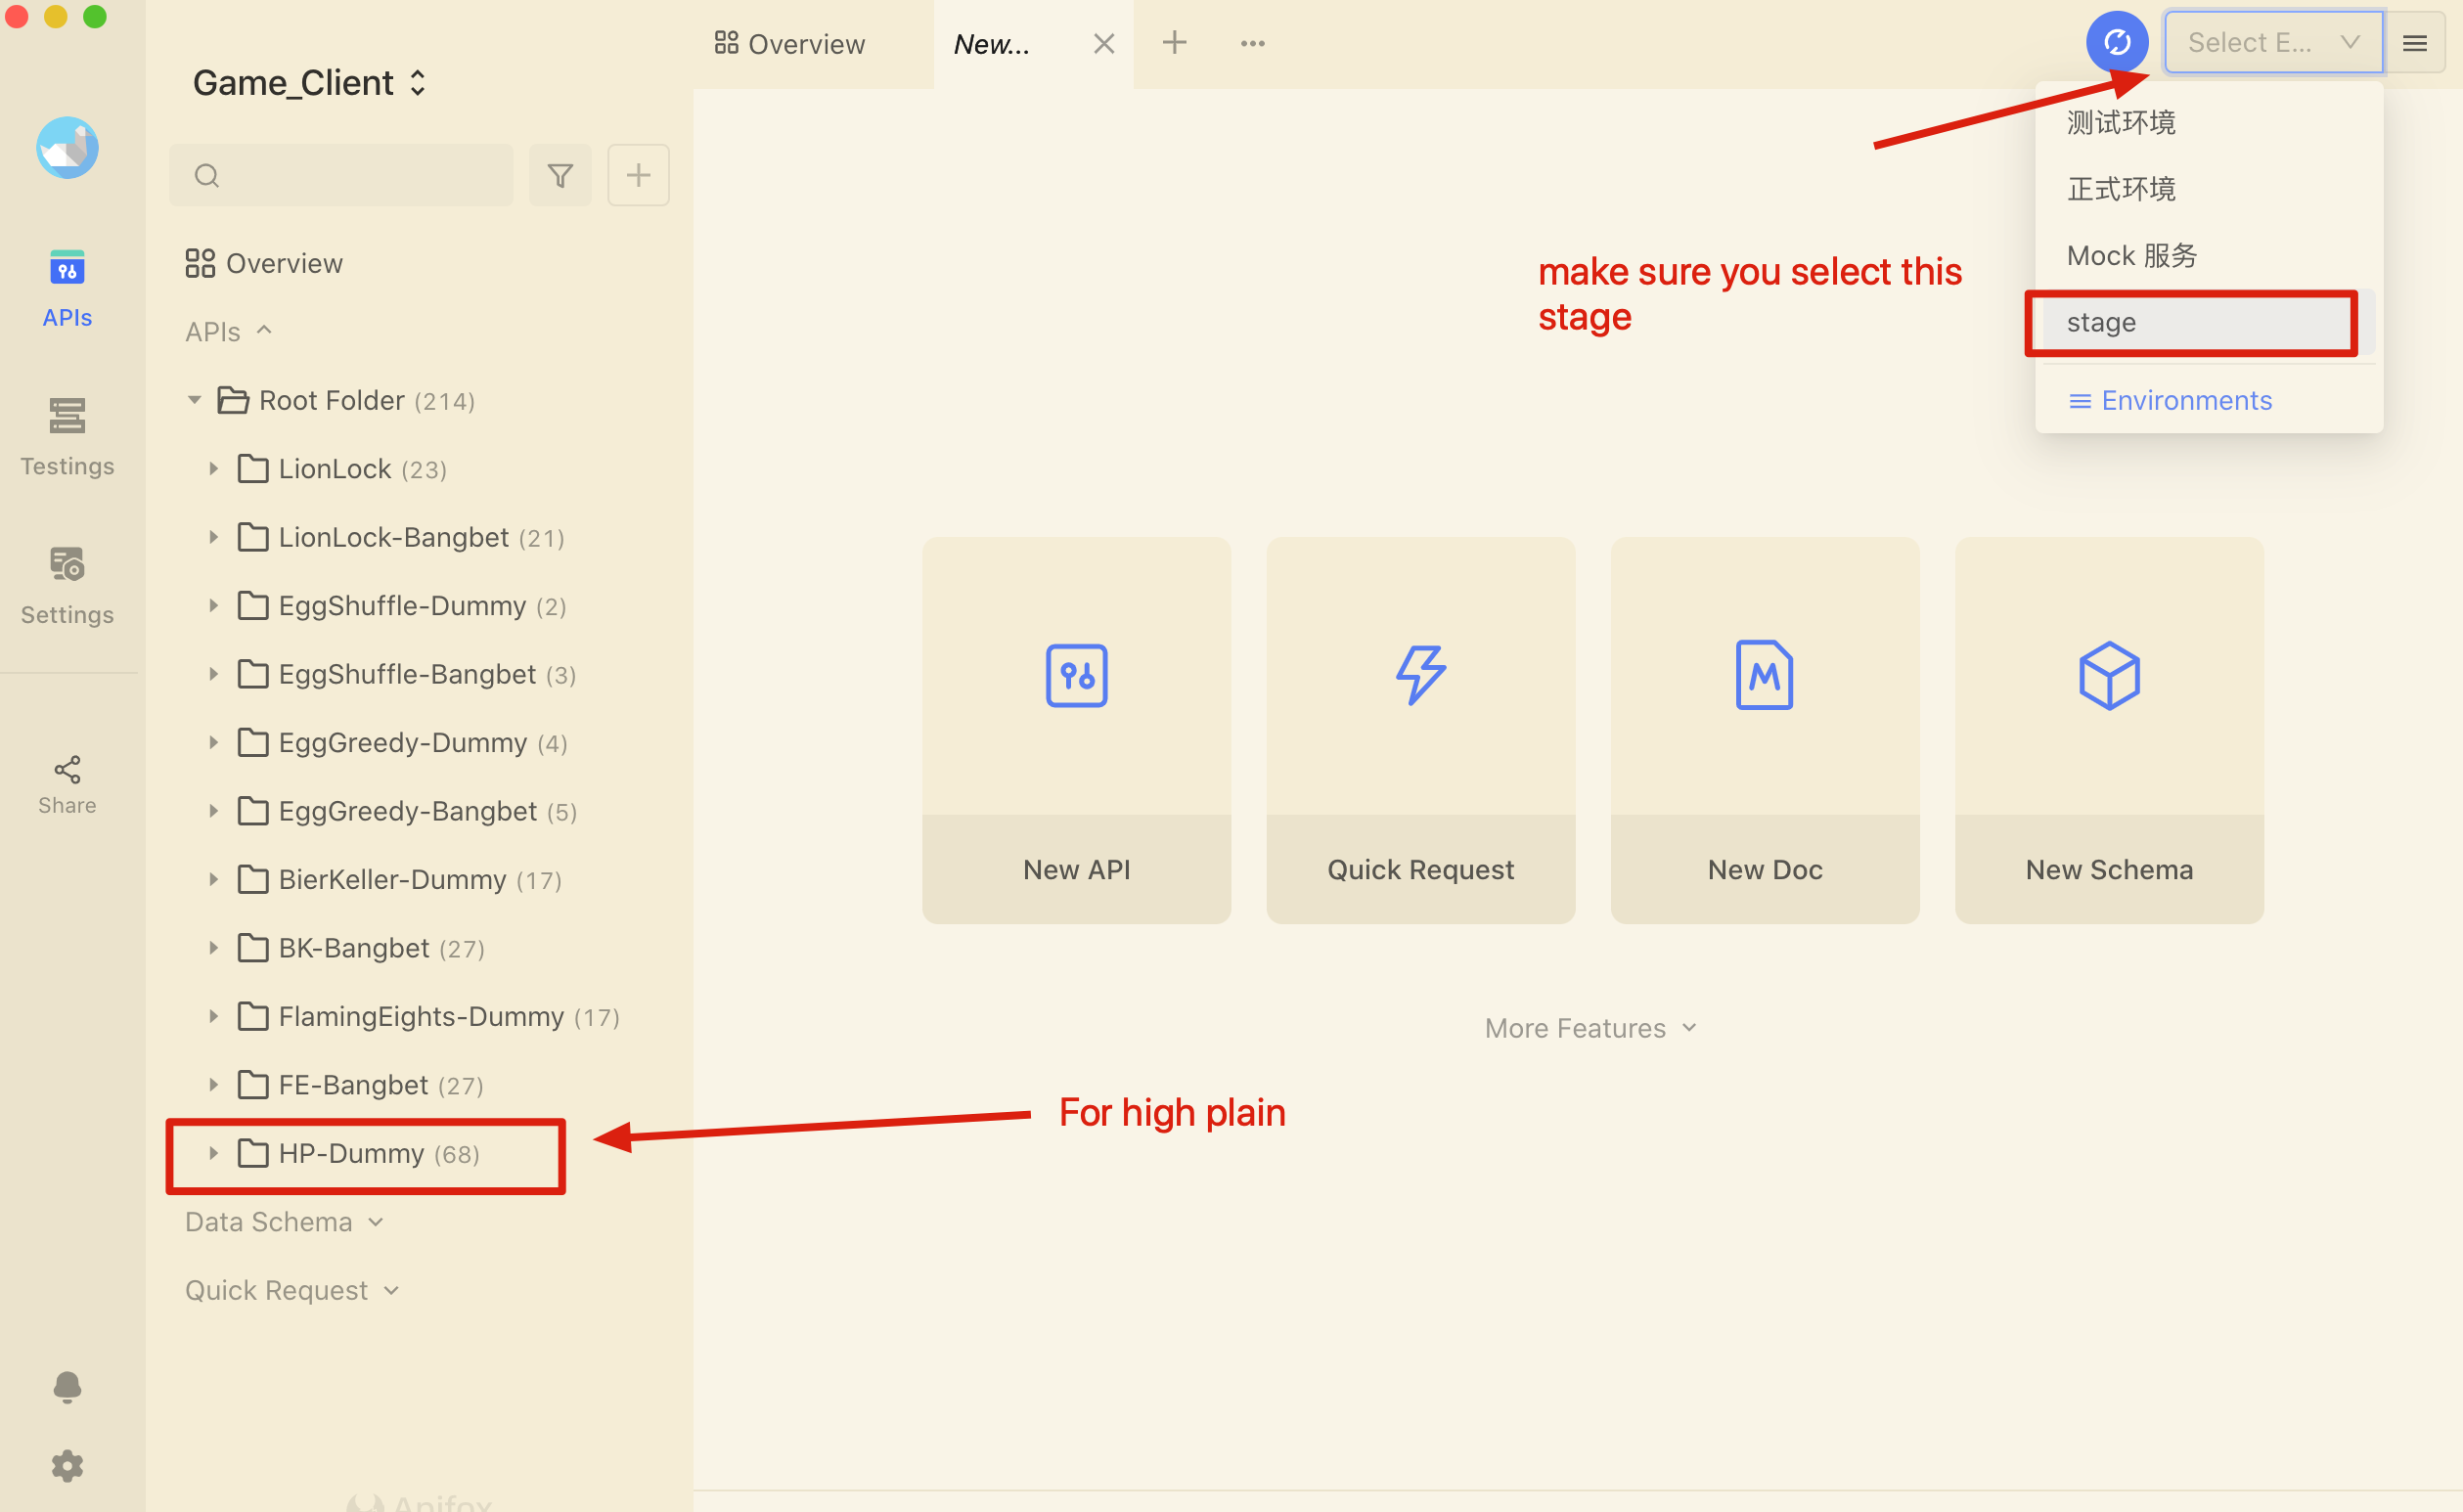 Game_Client
Overview
New...
Select E...
APIs
Testings
Settings
Share
Overview
APIs
Root Folder (214)
LionLock (23)
LionLock-Bangbet (21)
EggShuffle-Dummy (2)
EggShuffle-Bangbet (3)
EggGreedy-Dummy (4)
EggGreedy-Bangbet (5)
BierKeller-Dummy (17)
BK-Bangbet (27)
FlamingEights-Dummy (17)
FE-Bangbet (27)
HP-Dummy (68)
Data Schema
Quick Request
Apifox
测试环境
正式环境
Mock 服务
stage
Environments
make sure you select this
stage
New API
Quick Request
New Doc
New Schema
More Features
For high plain